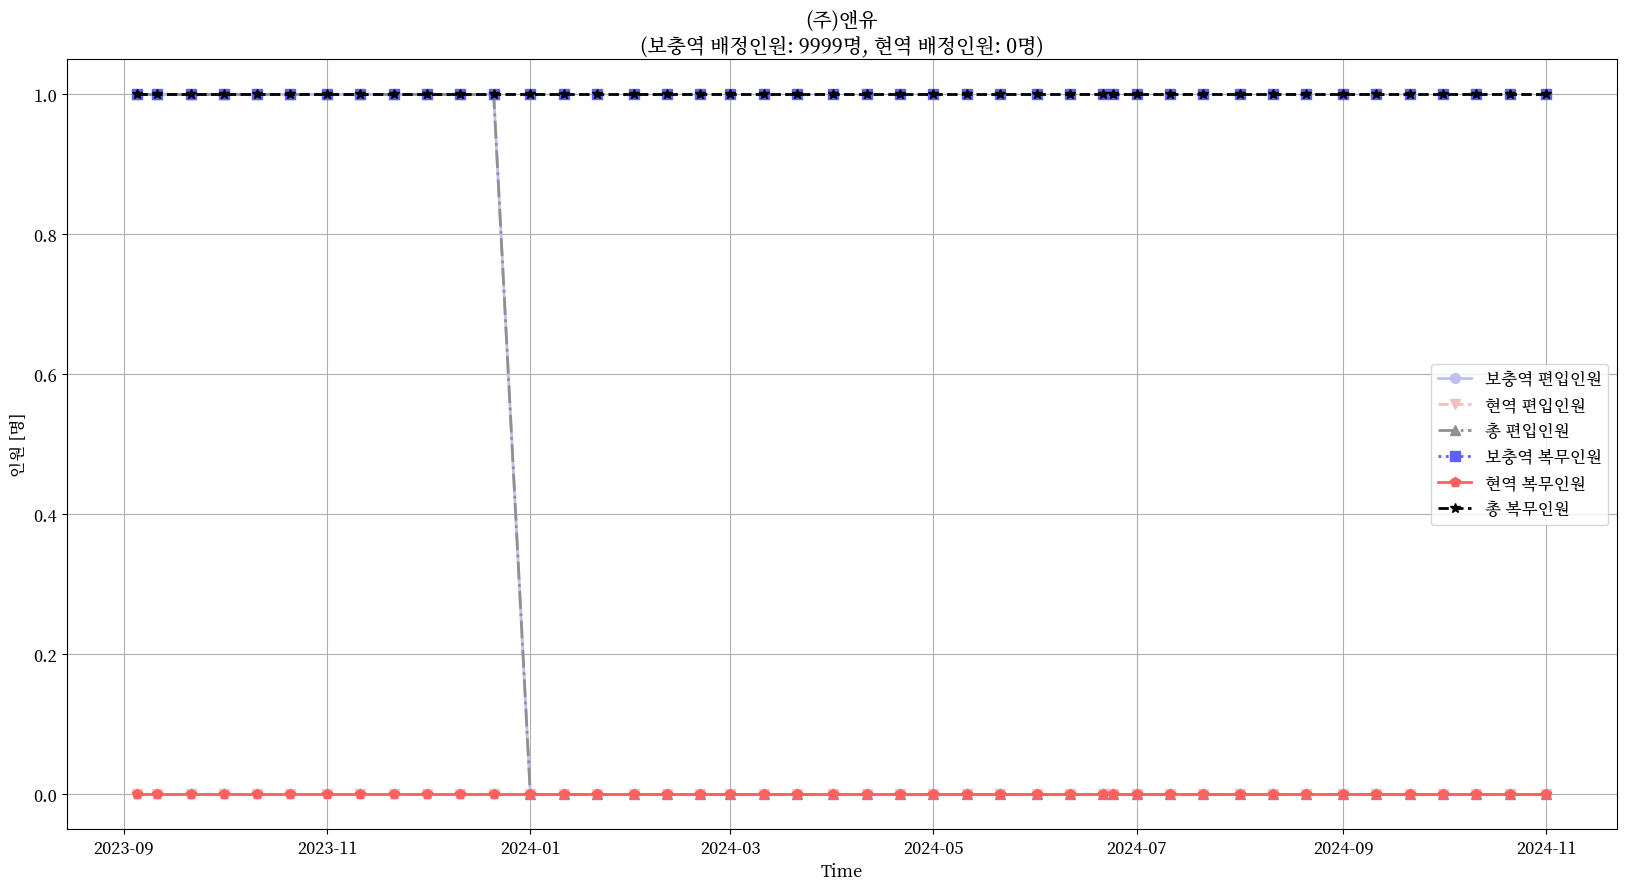 (주)앤유
(보충역 배정인원: 9999명, 현역 배정인원: 0명)
인원 [명]
1.0
0.8
0.6
0.4
0.2
0.0
보충역 편입인원
현역 편입인원
총 편입인원
보충역 복무인원
현역 복무인원
총 복무인원
2023-09
2023-11
2024-01
2024-03
2024-05
2024-07
2024-09
2024-11
Time